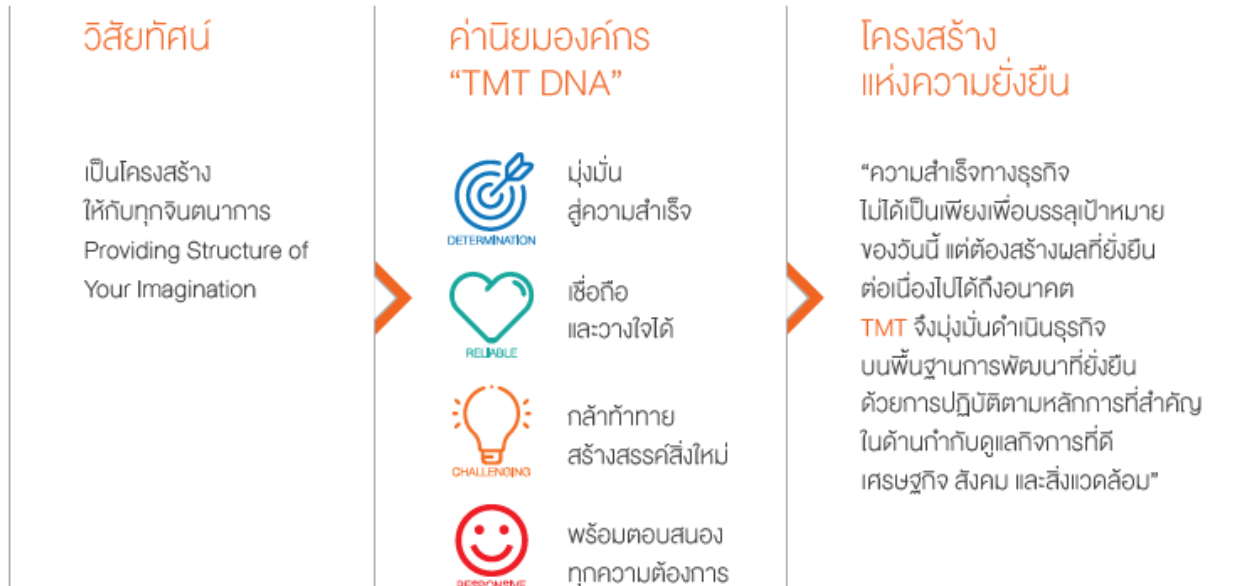 วิสัยทัศน์
เป็นโครงสร้าง
ให้กับทุกจินตนาการ
Providing Structure of
Your Imagination
ค่านิยมองค์กร
“TMT DNA”
DETERMINATION
มุ่งมั่น
สู่ความสำเร็จ
RELIABLE
เชื่อถือ
และวางใจได้
CHALLENGING
กล้าท้าทาย
สร้างสรรค์สิ่งใหม่
RESPONSIVE
พร้อมตอบสนอง
ทุกความต้องการ
โครงสร้าง
แห่งความยั่งยืน
“ความสำเร็จทางธุรกิจ
ไม่ได้เป็นเพียงเพื่อบรรลุเป้าหมาย
ของวันนี้ แต่ต้องสร้างผลที่ยั่งยืน
ต่อเนื่องไปได้ถึงอนาคต
TMT จึงมุ่งมั่นดำเนินธุรกิจ
บนพื้นฐานการพัฒนาที่ยั่งยืน
ด้วยการปฏิบัติตามหลักการที่สำคัญ
ในด้านกำกับดูแลกิจการที่ดี
เศรษฐกิจ สังคม และสิ่งแวดล้อม”